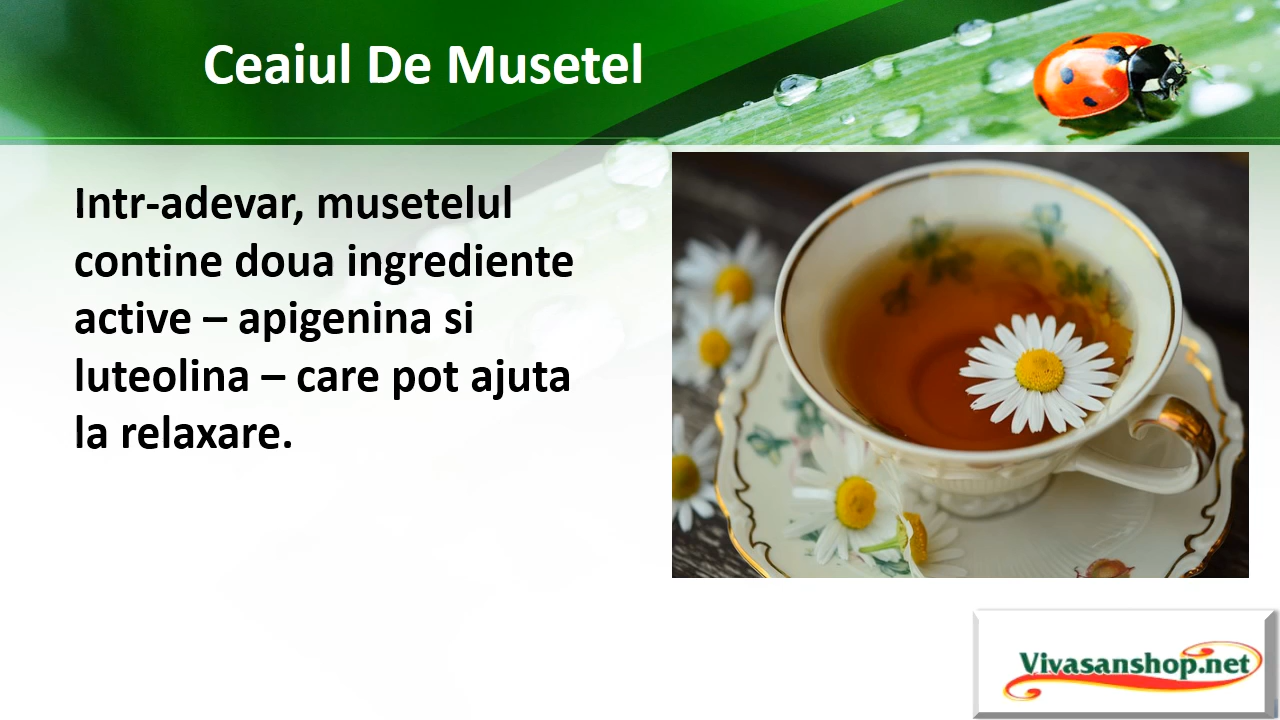 Ceaiul De Musetel
Intr-adevar, musetelul
contine doua ingrediente
active – apigenina si
luteolina – care pot ajuta
la relaxare.
Vivasanshop.net